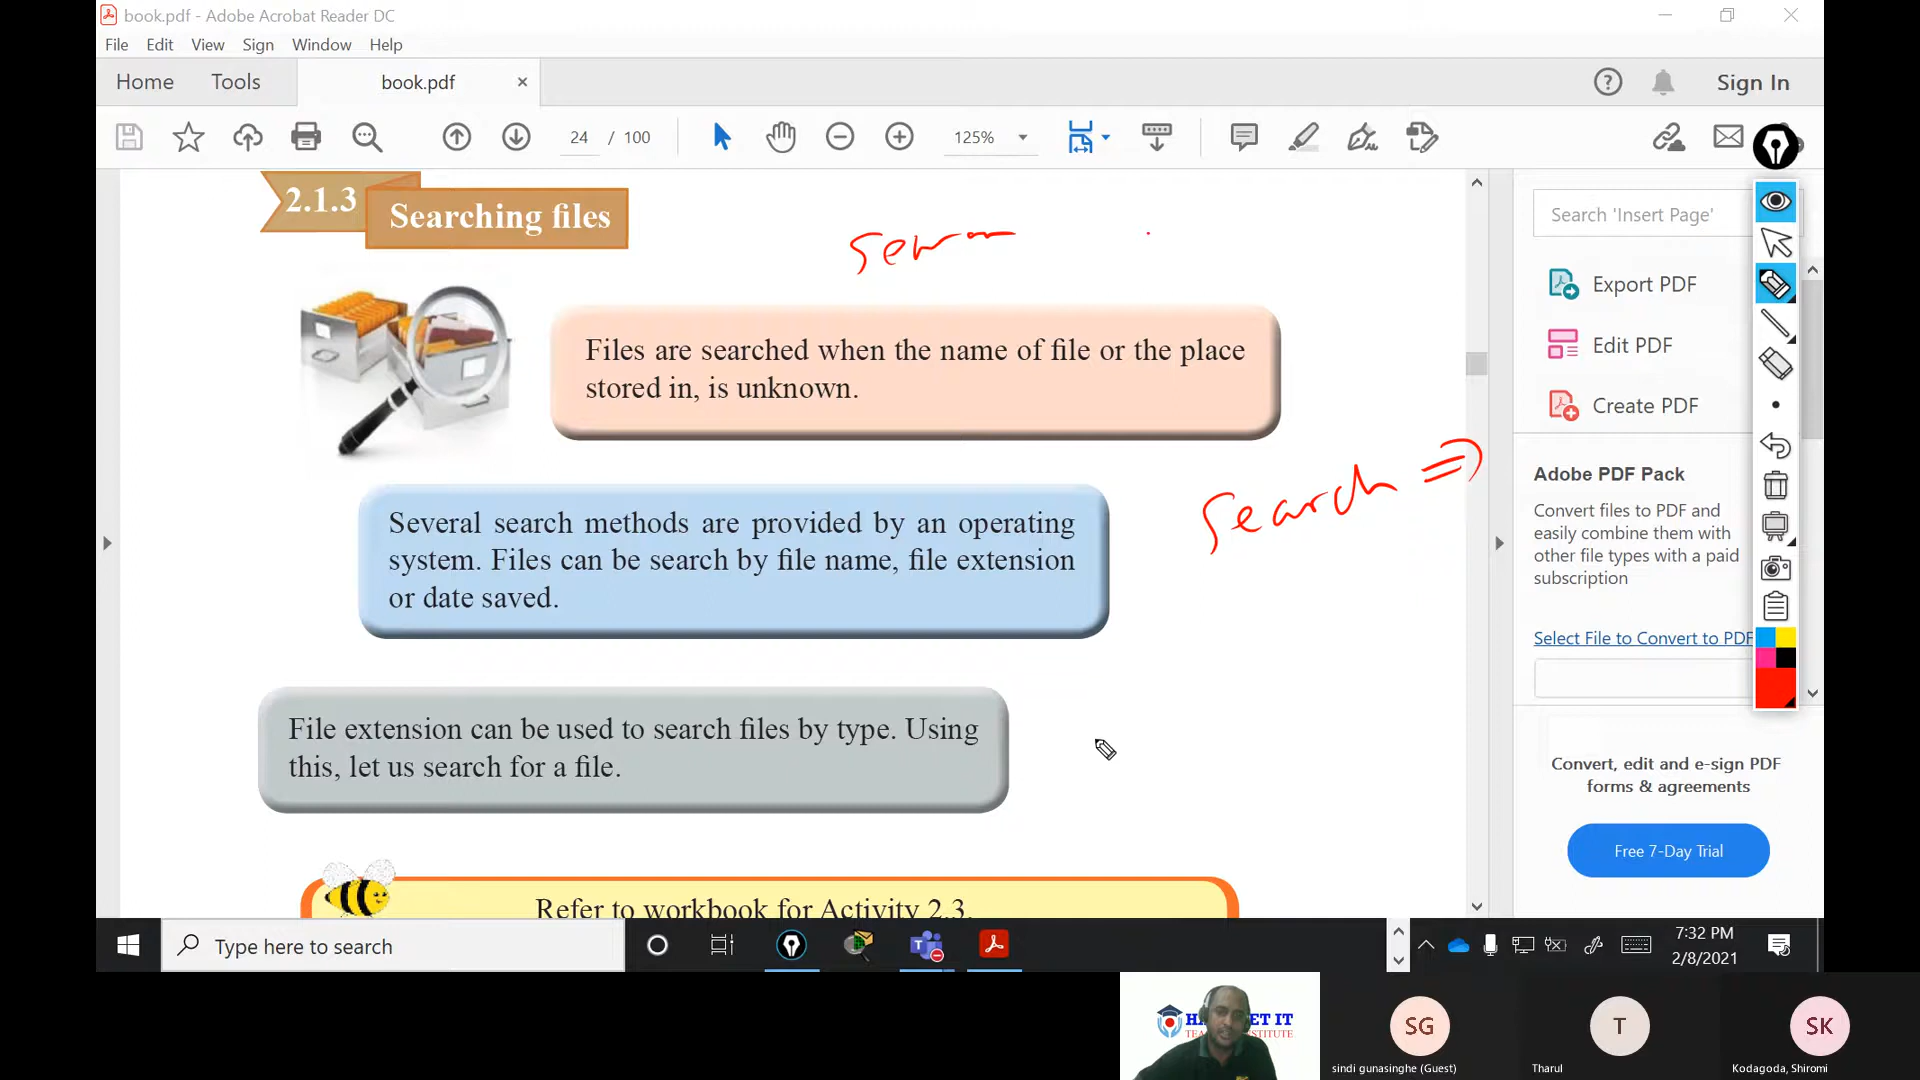 book.pdf - Adobe Acrobat Reader DC
File Edit View Sign Window Help
Home Tools book.pdf × Sign In
24 / 100 125%
2.1.3 Searching files
Files are searched when the name of file or the place
stored in, is unknown.
Search ⇒
Several search methods are provided by an operating
system. Files can be search by file name, file extension
or date saved.
File extension can be used to search files by type. Using
this, let us search for a file.
Refer to workbook for Activity 2.3.
Search 'Insert Page'
Export PDF
Edit PDF
Create PDF
Adobe PDF Pack
Convert files to PDF and
easily combine them with
other file types with a paid
subscription
Select File to Convert to PDF
Convert, edit and e-sign PDF
forms & agreements
Free 7-Day Trial
Type here to search
7:32 PM
2/8/2021
SG T SK
sindi gunasinghe (Guest) Tharul Kodagoda, Shiromi